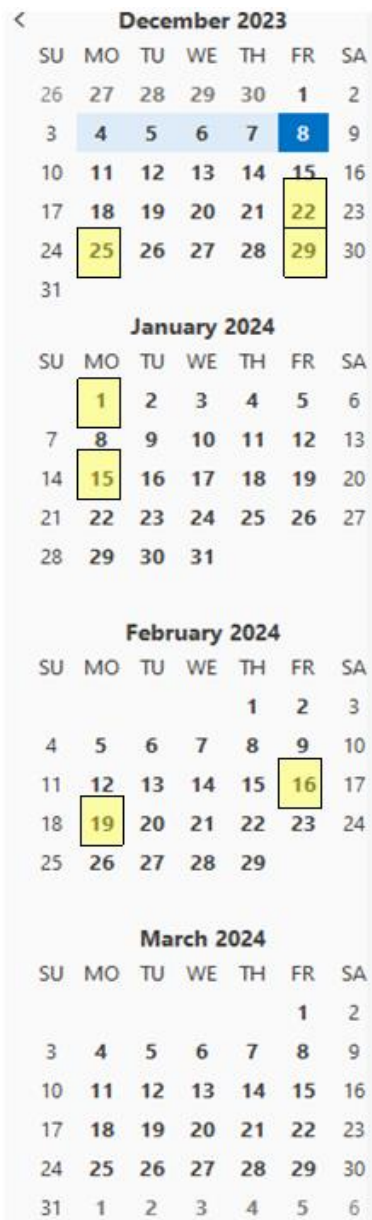 < December 2023
SU MO TU WE TH FR SA
26 27 28 29 30 1 2
3 4 5 6 7 8 9
10 11 12 13 14 15 16
17 18 19 20 21 22 23
24 25 26 27 28 29 30
31
January 2024
SU MO TU WE TH FR SA
1 2 3 4 5 6
7 8 9 10 11 12 13
14 15 16 17 18 19 20
21 22 23 24 25 26 27
28 29 30 31
February 2024
SU MO TU WE TH FR SA
1 2 3
4 5 6 7 8 9 10
11 12 13 14 15 16 17
18 19 20 21 22 23 24
25 26 27 28 29
March 2024
SU MO TU WE TH FR SA
1 2
3 4 5 6 7 8 9
10 11 12 13 14 15 16
17 18 19 20 21 22 23
24 25 26 27 28 29 30
31 1 2 3 4 5 6